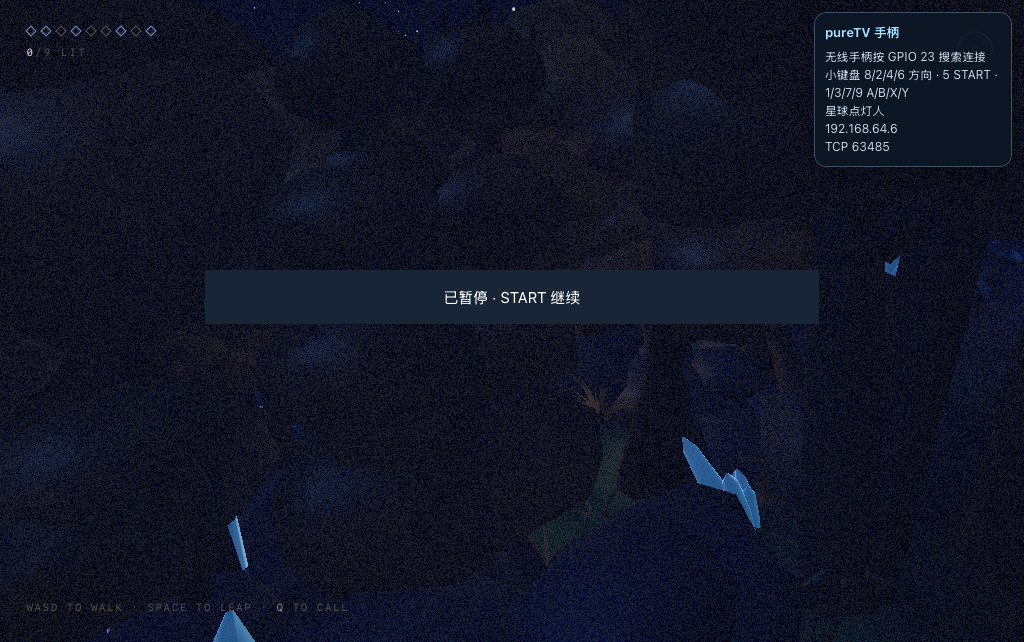 0/9 LIT
pureTV 手柄
无线手柄按 GPIO 23 搜索连接
小键盘 8/2/4/6 方向 · 5 START ·
1/3/7/9 A/B/X/Y
星球点灯人
192.168.64.6
TCP 63485
已暂停 · START 继续
WASD TO WALK · SPACE TO LEAP · Q TO CALL